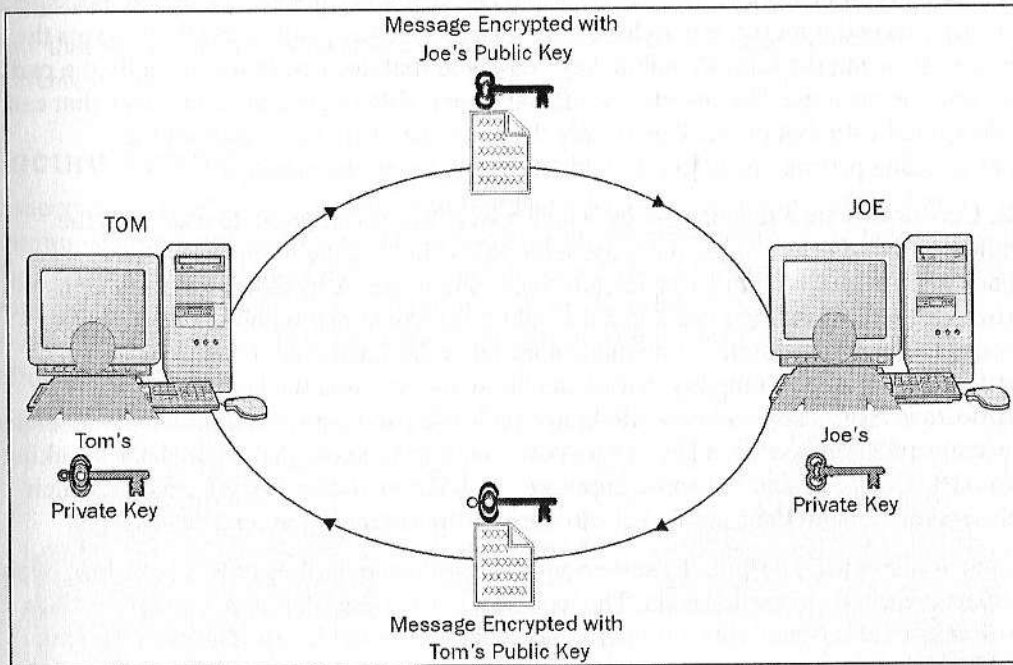 Message Encrypted with
Joe's Public Key
TOM
JOE
Tom's
Private Key
Joe's
Private Key
Message Encrypted with
Tom's Public Key